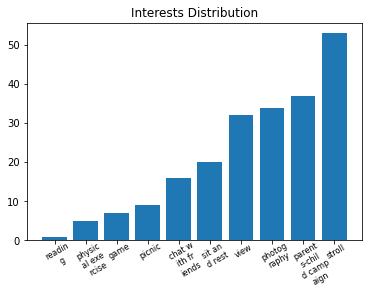 Interests Distribution
50
40
30
20
10
0
readin
g
physic
al exe
rcise
game
picnic
chat w
ith fr
iends
sit an
d rest
view
photog
raphy
parent
s-chil
d camp
aign
stroll